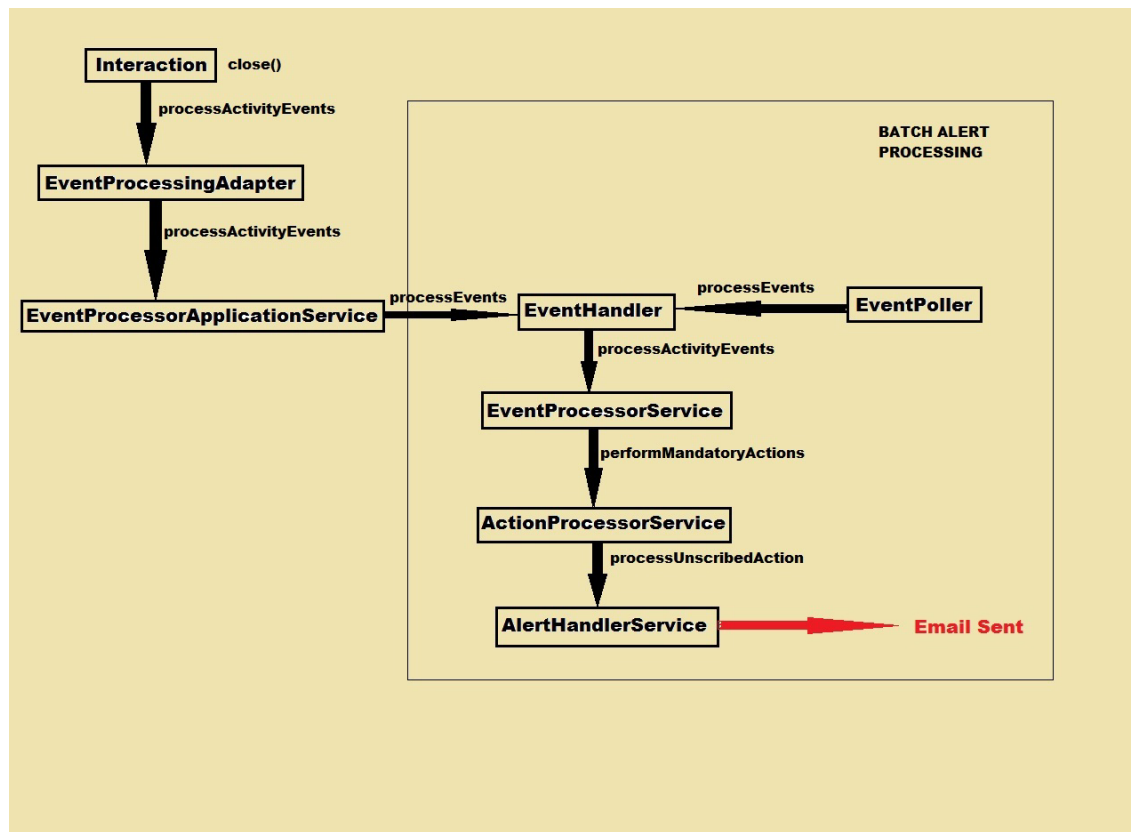 Interaction close()
processActivityEvents
BATCH ALERT
PROCESSING
EventProcessingAdapter
processActivityEvents
processEvents
processEvents
EventProcessorApplicationService
EventHandler
EventPoller
processActivityEvents
EventProcessorService
performMandatoryActions
ActionProcessorService
processUnscribedAction
AlertHandlerService
Email Sent